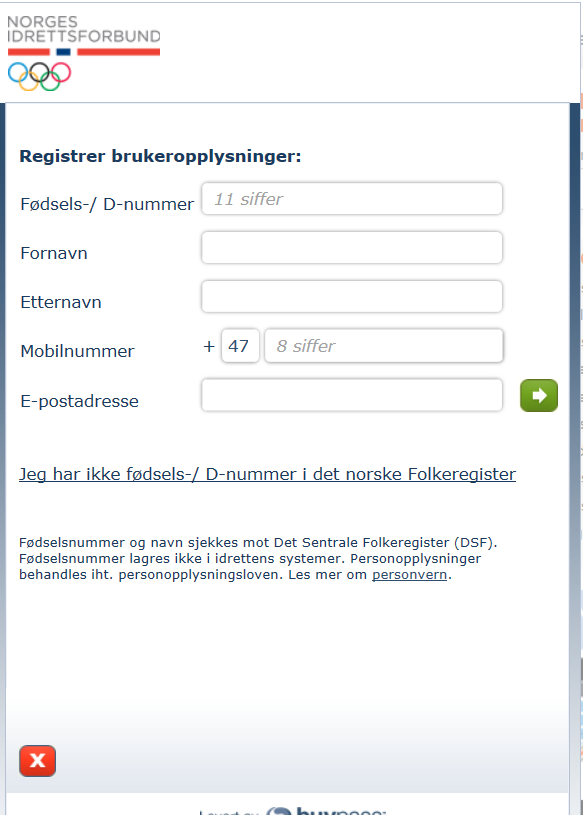 NORGES
IDRETTSFORBUND
Registrer brukeropplysninger:
Fødsels-/ D-nummer 11 siffer
Fornavn
Etternavn
Mobilnummer + 47 8 siffer
E-postadresse
Jeg har ikke fødsels-/ D-nummer i det norske Folkeregister
Fødselsnummer og navn sjekkes mot Det Sentrale Folkeregister (DSF).
Fødselsnummer lagres ikke i idrettens systemer. Personopplysninger
behandles iht. personopplysningsloven. Les mer om personvern.
X